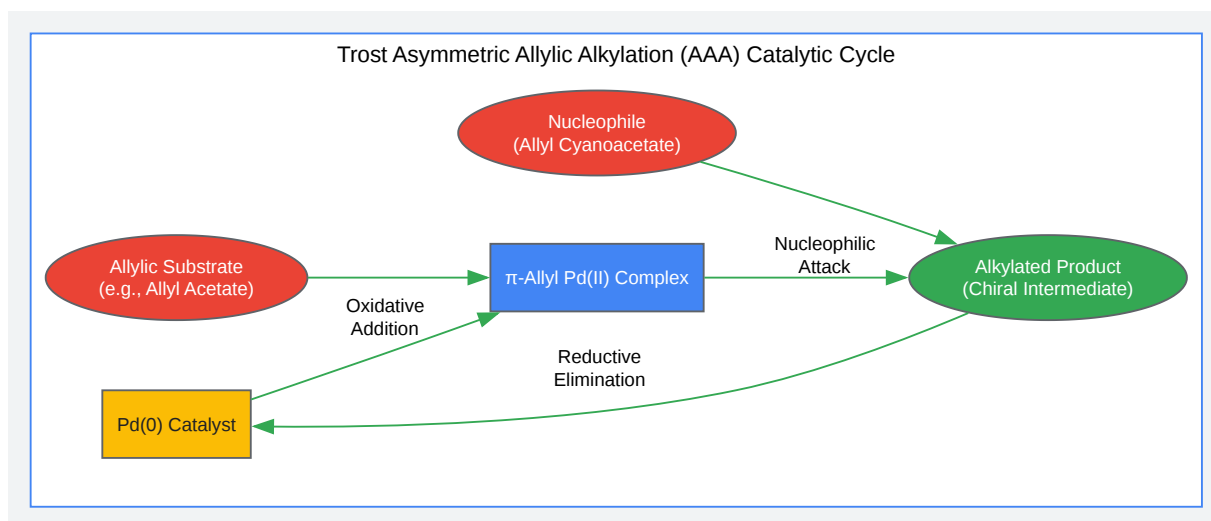 Trost Asymmetric Allylic Alkylation (AAA) Catalytic Cycle
Nucleophile
(Allyl Cyanoacetate)
Allylic Substrate
(e.g., Allyl Acetate)
π-Allyl Pd(II) Complex
Nucleophilic
Attack
Alkylated Product
(Chiral Intermediate)
Oxidative
Addition
Reductive
Elimination
Pd(0) Catalyst